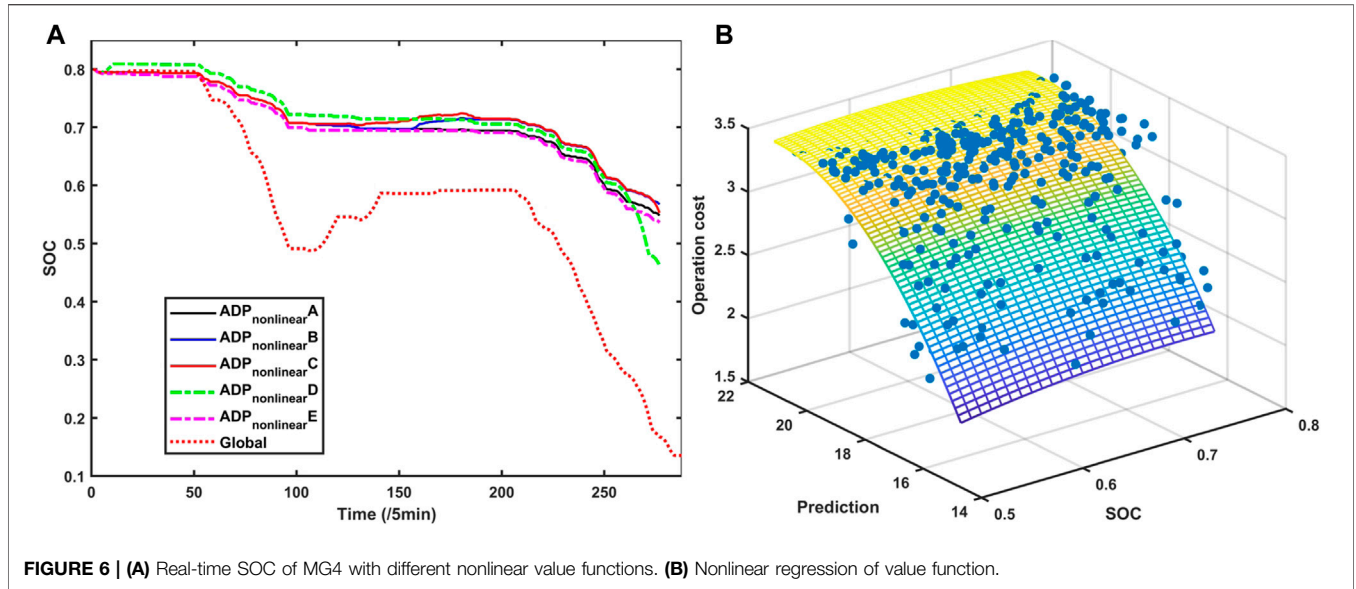 A
0.8
0.7
0.6
0.5
0.4
0.3
0.2
0.1
SOC
ADPnonlinearA
ADPnonlinearB
ADPnonlinearC
ADPnonlinearD
ADPnonlinearE
Global
0 50 100 150 200 250
Time (/5min)
B
3.5
3
2.5
2
1.5
Operation cost
22
20
18
16
14
Prediction
0.5
0.6
0.7
0.8
SOC
FIGURE 6 | (A) Real-time SOC of MG4 with different nonlinear value functions. (B) Nonlinear regression of value function.